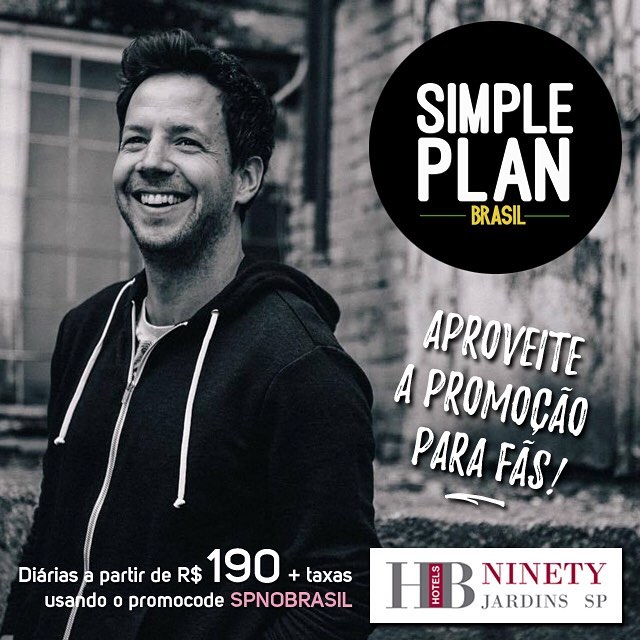 SIMPLE
PLAN
BRASIL
APROVEITE
A PROMOÇÃO
PARA FÃS!
Diárias a partir de R$ 190 + taxas
usando o promocode SPNOBRASIL
HB HOTELS
NINETY
JARDINS SP